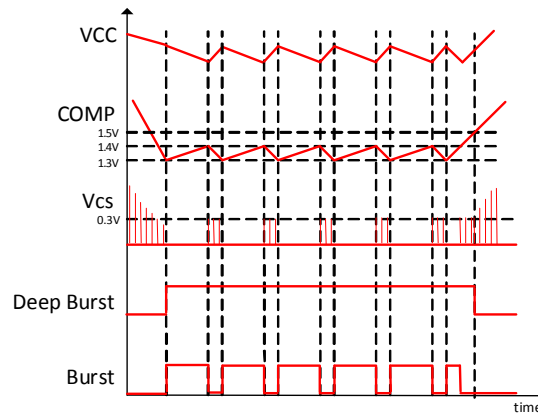 VCC
COMP
1.5V
1.4V
1.3V
Vcs
0.3V
Deep Burst
Burst
time